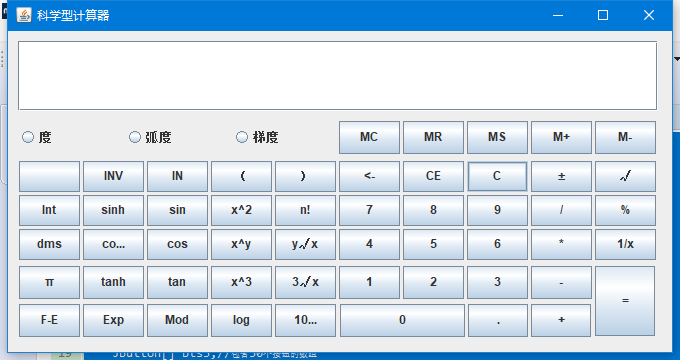 科学型计算器
度 弧度 梯度 MC MR MS M+ M-
INV IN ( ) <- CE C ± √
Int sinh sin x^2 n! 7 8 9 / %
dms co... cos x^y y√x 4 5 6 * 1/x
π tanh tan x^3 3√x 1 2 3 - =
F-E Exp Mod log 10... 0 . +
19